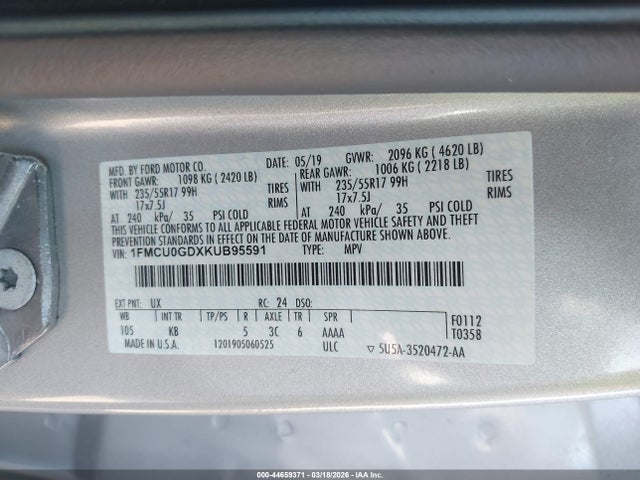 MFD. BY FORD MOTOR CO.
05/19 GVWR: 2096 KG ( 4620 LB)
FRONT GAWR: 1098 KG ( 2420 LB) REAR GAWR: 1006 KG ( 2218 LB)
WITH 235/55R17 99H TIRES WITH 235/55R17 99H TIRES
17x7.5J RIMS 17x7.5J RIMS
AT 240 kPa/ 35 PSI COLD AT 240 kPa/ 35 PSI COLD
THIS VEHICLE CONFORMS TO ALL APPLICABLE FEDERAL MOTOR VEHICLE SAFETY AND THEFT
PREVENTION STANDARDS IN EFFECT ON THE DATE OF MANUFACTURE SHOWN ABOVE.
VIN: 1FMCU0GDXKUB95591 TYPE: MPV
EXT PNT: UX RC: 24 DSO:
WB INT TR TP/PS R AXLE TR SPR
105 KB 5 3C 6 AAAA
F0112
T0358
MADE IN U.S.A. 1201905060525 ULC ▽ 5U5A-3520472-AA
000-44659371 - 03/18/2026 - IAA Inc.